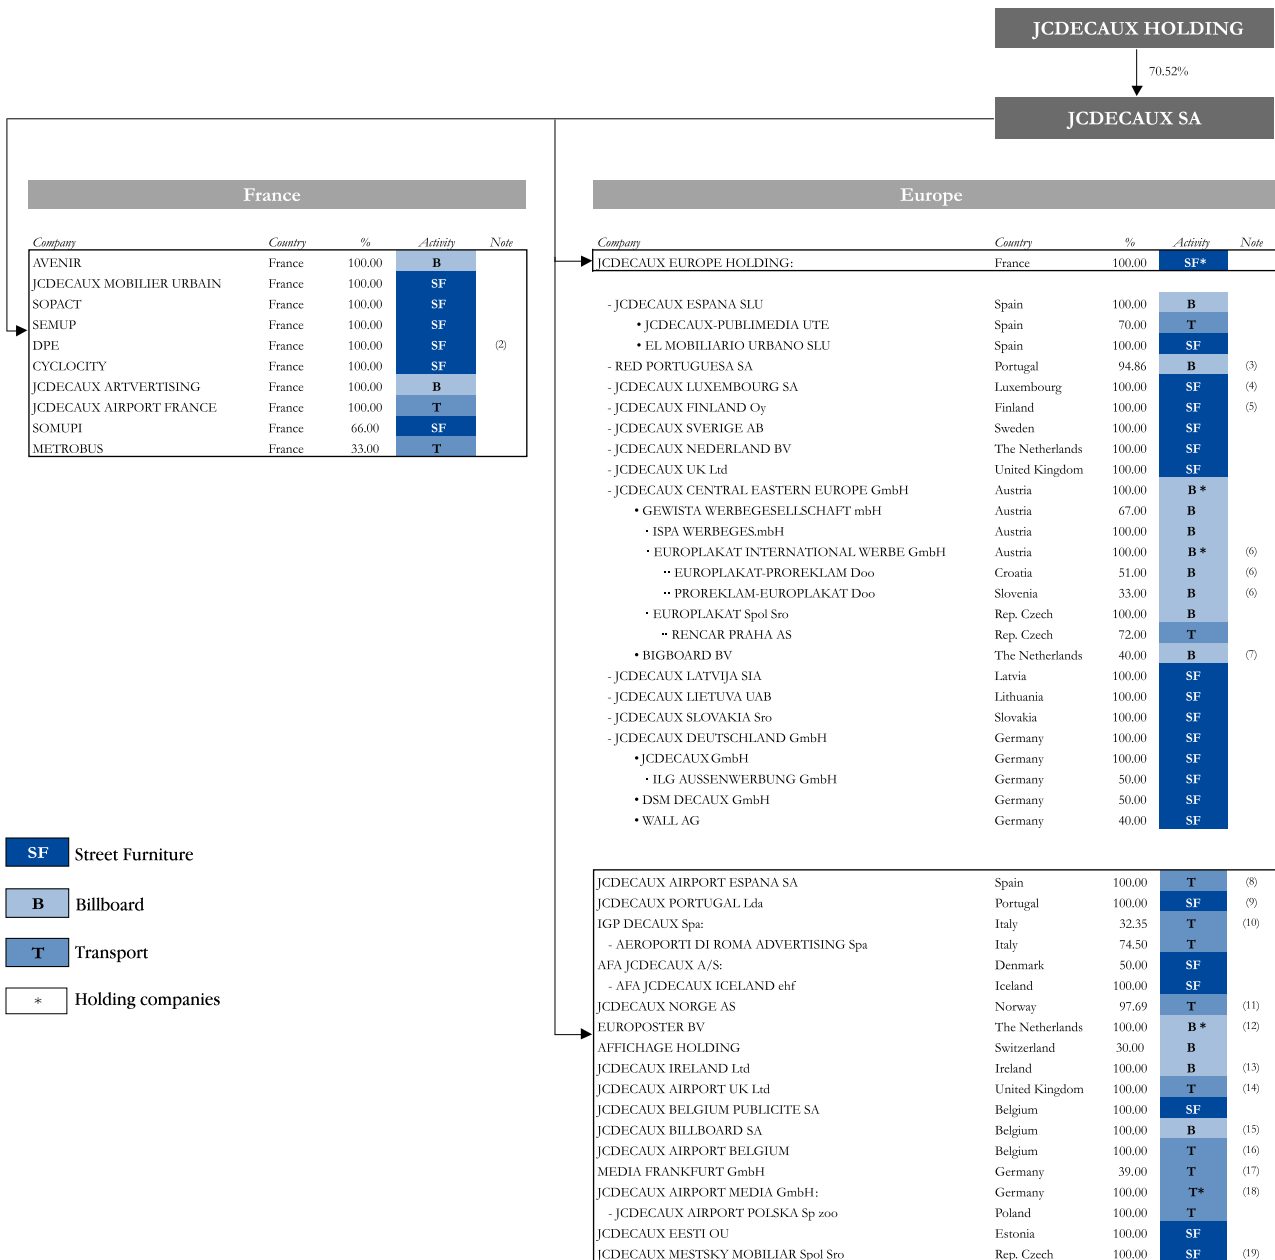 JCDECAUX HOLDING
70.52%
JCDECAUX SA
France
Company Country % Activity Note
AVENIR France 100.00 B
JCDECAUX MOBILIER URBAIN France 100.00 SF
SOPACT France 100.00 SF
SEMUP France 100.00 SF
DPE France 100.00 SF (2)
CYCLOCITY France 100.00 SF
JCDECAUX ARTVERTISING France 100.00 B
JCDECAUX AIRPORT FRANCE France 100.00 T
SOMUPI France 66.00 SF
METROBUS France 33.00 T
Europe
Company Country % Activity Note
JCDECAUX EUROPE HOLDING: France 100.00 SF*
- JCDECAUX ESPANA SLU Spain 100.00 B
• JCDECAUX-PUBLIMEDIA UTE Spain 70.00 T
• EL MOBILIARIO URBANO SLU Spain 100.00 SF
- RED PORTUGUESA SA Portugal 94.86 B (3)
- JCDECAUX LUXEMBOURG SA Luxembourg 100.00 SF (4)
- JCDECAUX FINLAND Oy Finland 100.00 SF (5)
- JCDECAUX SVERIGE AB Sweden 100.00 SF
- JCDECAUX NEDERLAND BV The Netherlands 100.00 SF
- JCDECAUX UK Ltd United Kingdom 100.00 SF
- JCDECAUX CENTRAL EASTERN EUROPE GmbH Austria 100.00 B *
• GEWISTA WERBEGESELLSCHAFT mbH Austria 67.00 B
· ISPA WERBEGES.mbH Austria 100.00 B
· EUROPLAKAT INTERNATIONAL WERBE GmbH Austria 100.00 B * (6)
·· EUROPLAKAT-PROREKLAM Doo Croatia 51.00 B (6)
·· PROREKLAM-EUROPLAKAT Doo Slovenia 33.00 B (6)
· EUROPLAKAT Spol Sro Rep. Czech 100.00 B
·· RENCAR PRAHA AS Rep. Czech 72.00 T
• BIGBOARD BV The Netherlands 40.00 B (7)
- JCDECAUX LATVIJA SIA Latvia 100.00 SF
- JCDECAUX LIETUVA UAB Lithuania 100.00 SF
- JCDECAUX SLOVAKIA Sro Slovakia 100.00 SF
- JCDECAUX DEUTSCHLAND GmbH Germany 100.00 SF
• JCDECAUX GmbH Germany 100.00 SF
· ILG AUSSENWERBUNG GmbH Germany 50.00 SF
• DSM DECAUX GmbH Germany 50.00 SF
• WALL AG Germany 40.00 SF
JCDECAUX AIRPORT ESPANA SA Spain 100.00 T (8)
JCDECAUX PORTUGAL Lda Portugal 100.00 SF (9)
IGP DECAUX Spa: Italy 32.35 T (10)
- AEROPORTI DI ROMA ADVERTISING Spa Italy 74.50 T
AFA JCDECAUX A/S: Denmark 50.00 SF
- AFA JCDECAUX ICELAND ehf Iceland 100.00 SF
JCDECAUX NORGE AS Norway 97.69 T (11)
EUROPOSTER BV The Netherlands 100.00 B * (12)
AFFICHAGE HOLDING Switzerland 30.00 B
JCDECAUX IRELAND Ltd Ireland 100.00 B (13)
JCDECAUX AIRPORT UK Ltd United Kingdom 100.00 T (14)
JCDECAUX BELGIUM PUBLICITE SA Belgium 100.00 SF
JCDECAUX BILLBOARD SA Belgium 100.00 B (15)
JCDECAUX AIRPORT BELGIUM Belgium 100.00 T (16)
MEDIA FRANKFURT GmbH Germany 39.00 T (17)
JCDECAUX AIRPORT MEDIA GmbH: Germany 100.00 T* (18)
- JCDECAUX AIRPORT POLSKA Sp zoo Poland 100.00 T
JCDECAUX EESTI OU Estonia 100.00 SF
JCDECAUX MESTSKY MOBILIAR Spol Sro Rep. Czech 100.00 SF (19)
SF Street Furniture
B Billboard
T Transport
* Holding companies